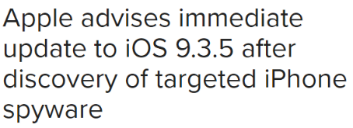 Apple advises immediate
update to iOS 9.3.5 after
discovery of targeted iPhone
spyware